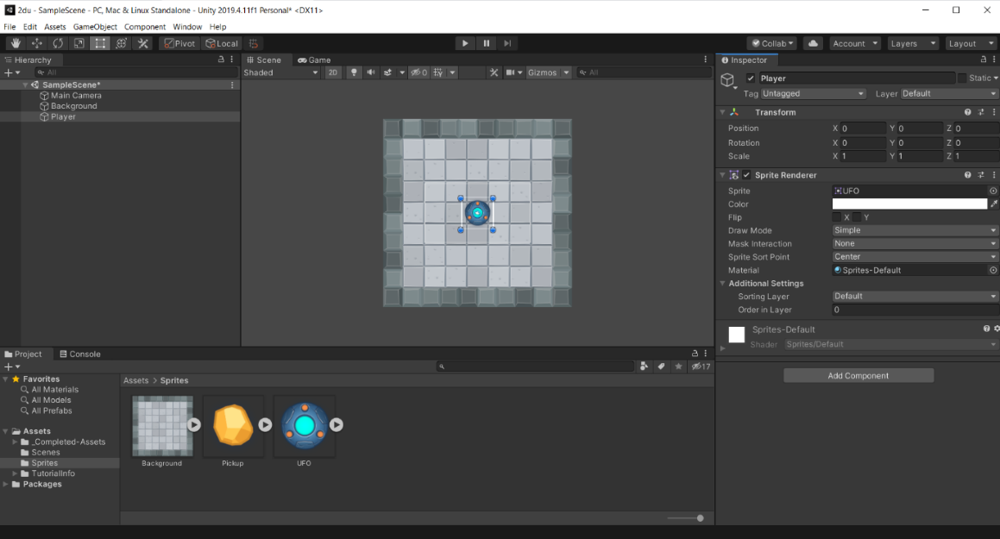 2du - SampleScene - PC, Mac & Linux Standalone - Unity 2019.4.11f1 Personal* <DX11>
File Edit Assets GameObject Component Window Help
Pivot Local Collab Account Layers Layout
Hierarchy
All
SampleScene*
Main Camera
Background
Player
Scene Game
Shaded 2D 0 Gizmos All
Inspector
Player Static
Tag Untagged Layer Default
Transform
Position X 0 Y 0 Z 0
Rotation X 0 Y 0 Z 0
Scale X 1 Y 1 Z 1
Sprite Renderer
Sprite UFO
Color
Flip X Y
Draw Mode Simple
Mask Interaction None
Sprite Sort Point Center
Material Sprites-Default
Additional Settings
Sorting Layer Default
Order in Layer 0
Sprites-Default
Shader Sprites/Default
Add Component
Project Console
17
Favorites
All Materials
All Models
All Prefabs
Assets
_Completed-Assets
Scenes
Sprites
TutorialInfo
Packages
Assets > Sprites
Background Pickup UFO